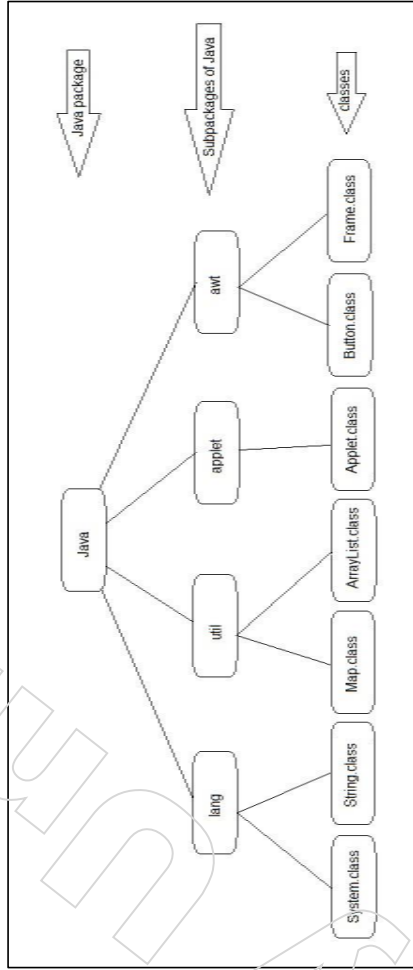 Java
Java package
lang
util
applet
awt
Subpackages of Java
System.class
String.class
Map.class
ArrayList.class
Applet.class
Button.class
Frame.class
classes